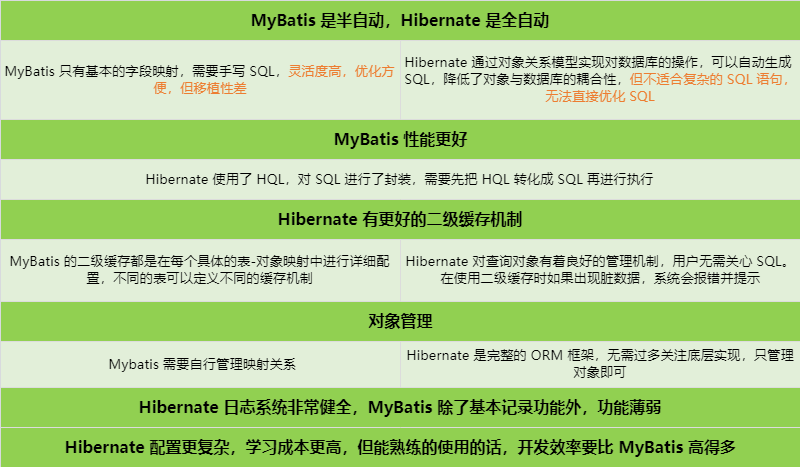 MyBatis 是半自动，Hibernate 是全自动
MyBatis 只有基本的字段映射，需要手写 SQL，灵活度高，优化方
便，但移植性差
Hibernate 通过对象关系模型实现对数据库的操作，可以自动生成
SQL，降低了对象与数据库的耦合性，但不适合复杂的 SQL 语句，
无法直接优化 SQL
MyBatis 性能更好
Hibernate 使用了 HQL，对 SQL 进行了封装，需要先把 HQL 转化成 SQL 再进行执行
Hibernate 有更好的二级缓存机制
MyBatis 的二级缓存都是在每个具体的表-对象映射中进行详细配
置，不同的表可以定义不同的缓存机制
Hibernate 对查询对象有着良好的管理机制，用户无需关心 SQL。
在使用二级缓存时如果出现脏数据，系统会报错并提示
对象管理
Mybatis 需要自行管理映射关系
Hibernate 是完整的 ORM 框架，无需过多关注底层实现，只管理
对象即可
Hibernate 日志系统非常健全，MyBatis 除了基本记录功能外，功能薄弱
Hibernate 配置更复杂，学习成本更高，但能熟练的使用的话，开发效率要比 MyBatis 高得多